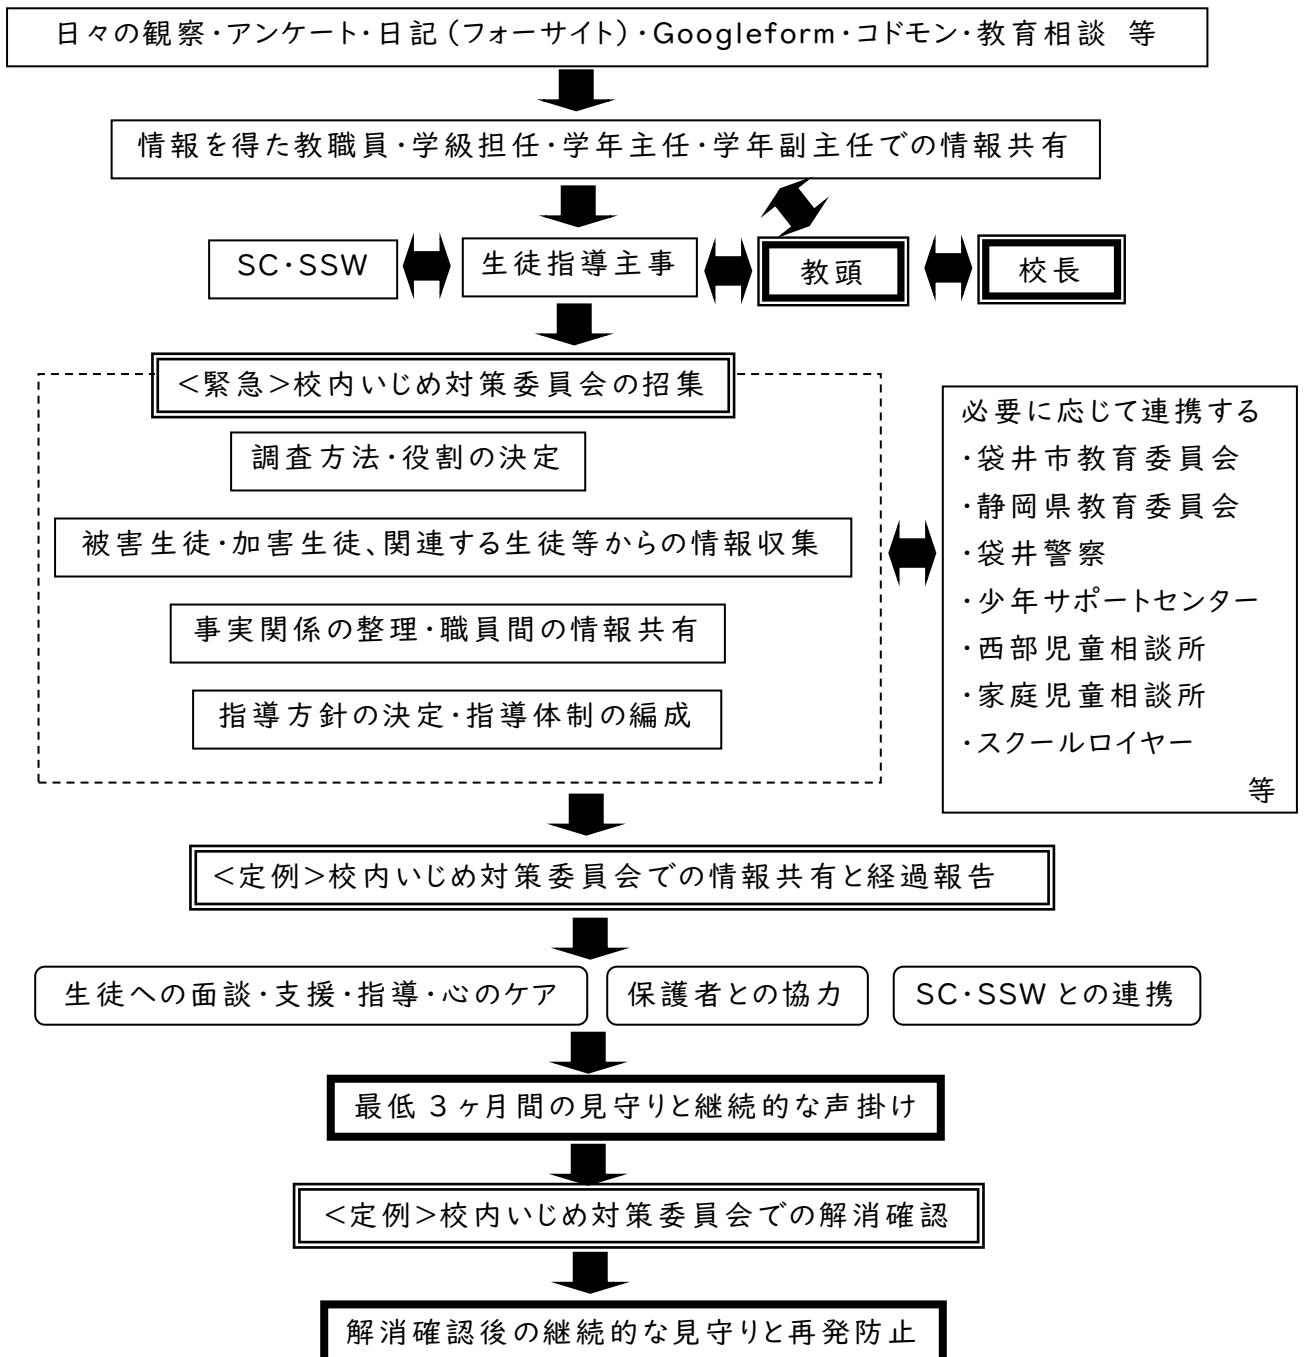 日々の観察・アンケート・日記(フォーサイト)・Googleform・コドモン・教育相談 等
情報を得た教職員・学級担任・学年主任・学年副主任での情報共有
SC・SSW
生徒指導主事
教頭
校長
<緊急>校内いじめ対策委員会の招集
調査方法・役割の決定
被害生徒・加害生徒、関連する生徒等からの情報収集
事実関係の整理・職員間の情報共有
指導方針の決定・指導体制の編成
必要に応じて連携する
・袋井市教育委員会
・静岡県教育委員会
・袋井警察
・少年サポートセンター
・西部児童相談所
・家庭児童相談所
・スクールロイヤー
等
<定例>校内いじめ対策委員会での情報共有と経過報告
生徒への面談・支援・指導・心のケア
保護者との協力
SC・SSWとの連携
最低3ヶ月間の見守りと継続的な声掛け
<定例>校内いじめ対策委員会での解消確認
解消確認後の継続的な見守りと再発防止